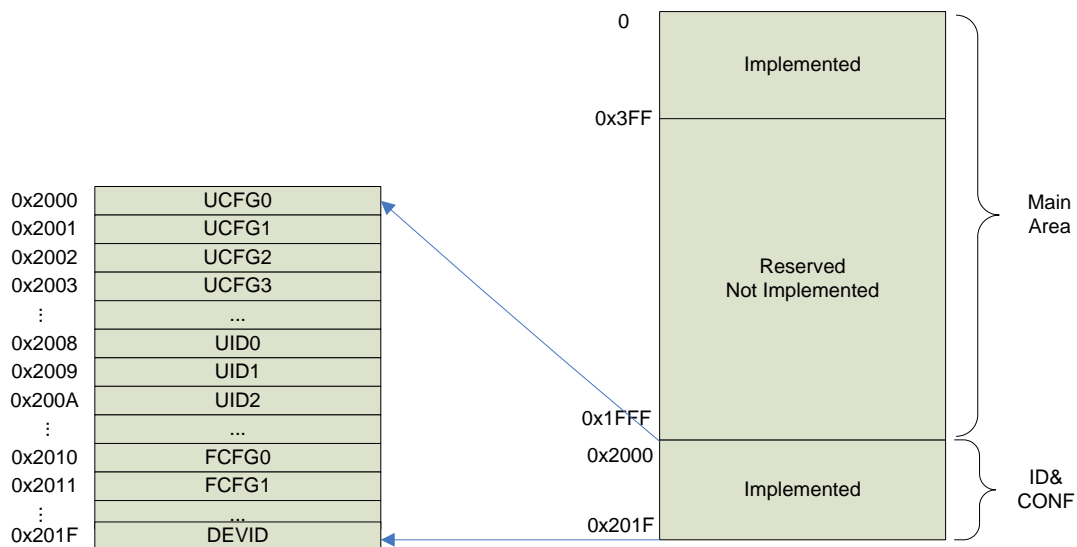 0
Implemented
0x3FF
Main
Area
Reserved
Not Implemented
0x1FFF
0x2000
Implemented
0x201F
ID&
CONF
0x2000 UCFG0
0x2001 UCFG1
0x2002 UCFG2
0x2003 UCFG3
⋮ ...
0x2008 UID0
0x2009 UID1
0x200A UID2
⋮ ...
0x2010 FCFG0
0x2011 FCFG1
⋮ ...
0x201F DEVID